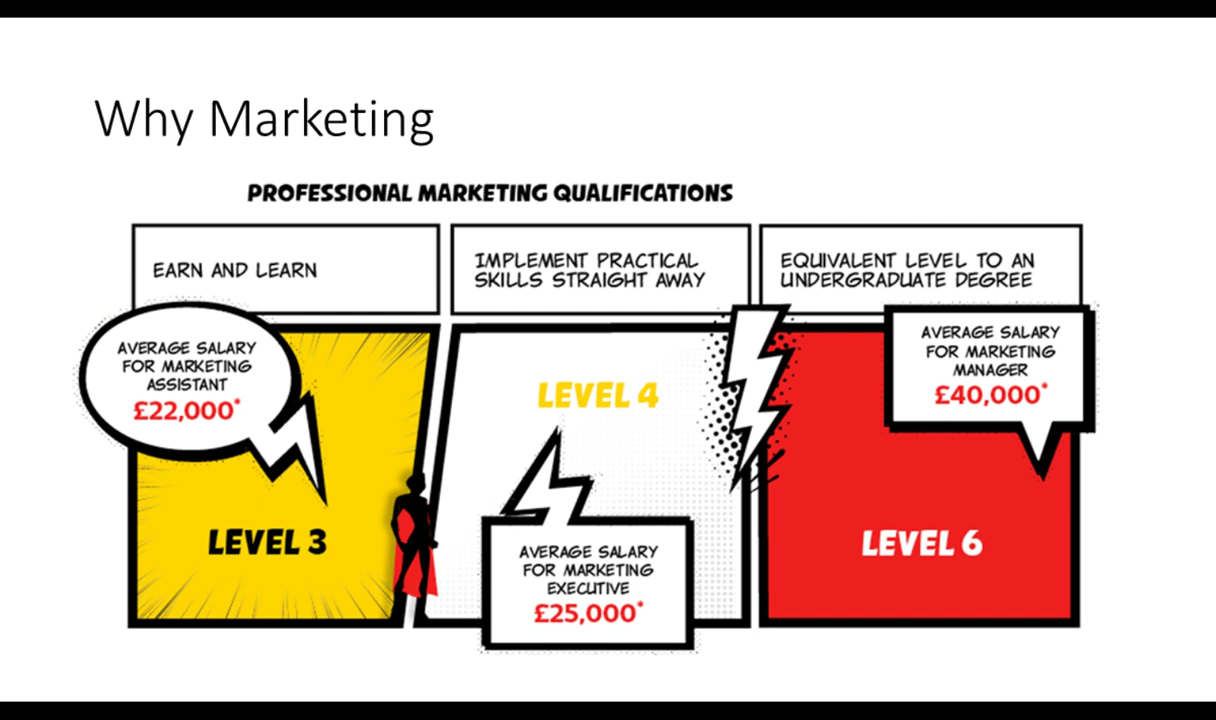 Why Marketing
PROFESSIONAL MARKETING QUALIFICATIONS
EARN AND LEARN
AVERAGE SALARY
FOR MARKETING
ASSISTANT
£22,000*
LEVEL 3
IMPLEMENT PRACTICAL
SKILLS STRAIGHT AWAY
LEVEL 4
AVERAGE SALARY
FOR MARKETING
EXECUTIVE
£25,000*
EQUIVALENT LEVEL TO AN
UNDERGRADUATE DEGREE
AVERAGE SALARY
FOR MARKETING
MANAGER
£40,000*
LEVEL 6